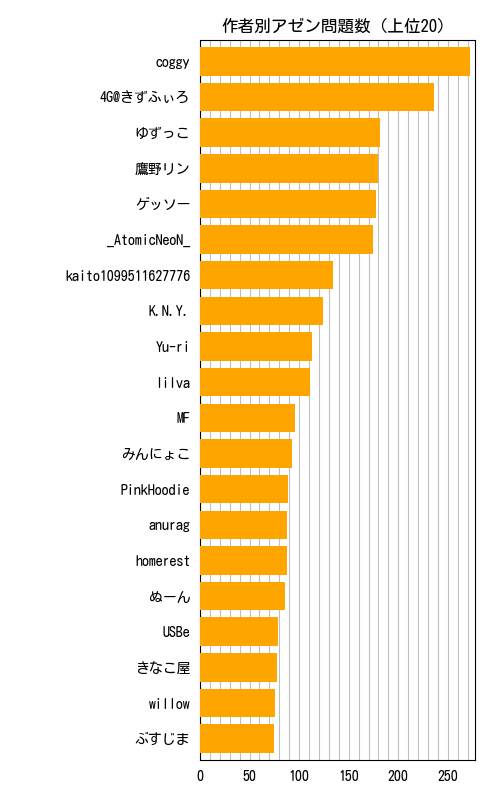 作者別アゼン問題数 (上位20)
coggy
4G@きずふぃろ
ゆずっこ
鷹野リン
ゲッソー
_AtomicNeoN_
kaito1099511627776
K.N.Y.
Yu-ri
lilva
MF
みんにょこ
PinkHoodie
anurag
homerest
ぬーん
USBe
きなこ屋
willow
ぶすじま
0 50 100 150 200 250